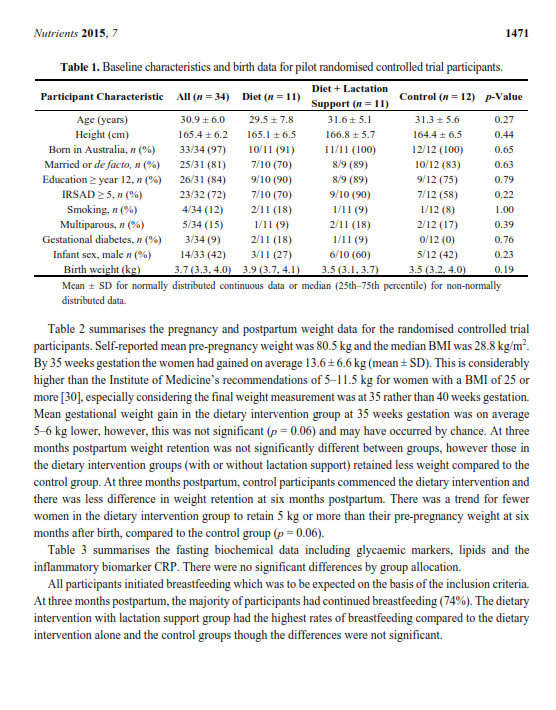 Nutrients 2015, 7 1471
Table 1. Baseline characteristics and birth data for pilot randomised controlled trial participants.
Participant Characteristic All (n = 34) Diet (n = 11) Diet + Lactation Support (n = 11) Control (n = 12) p-Value
Age (years) 30.9 ± 6.0 29.5 ± 7.8 31.6 ± 5.1 31.3 ± 5.6 0.27
Height (cm) 165.4 ± 6.2 165.1 ± 6.5 166.8 ± 5.7 164.4 ± 6.5 0.44
Born in Australia, n (%) 33/34 (97) 10/11 (91) 11/11 (100) 12/12 (100) 0.65
Married or de facto, n (%) 25/31 (81) 7/10 (70) 8/9 (89) 10/12 (83) 0.63
Education ≥ year 12, n (%) 26/31 (84) 9/10 (90) 8/9 (89) 9/12 (75) 0.79
IRSAD ≥ 5, n (%) 23/32 (72) 7/10 (70) 9/10 (90) 7/12 (58) 0.22
Smoking, n (%) 4/34 (12) 2/11 (18) 1/11 (9) 1/12 (8) 1.00
Multiparous, n (%) 5/34 (15) 1/11 (9) 2/11 (18) 2/12 (17) 0.39
Gestational diabetes, n (%) 3/34 (9) 2/11 (18) 1/11 (9) 0/12 (0) 0.76
Infant sex, male n (%) 14/33 (42) 3/11 (27) 6/10 (60) 5/12 (42) 0.23
Birth weight (kg) 3.7 (3.3, 4.0) 3.9 (3.7, 4.1) 3.5 (3.1, 3.7) 3.5 (3.2, 4.0) 0.19
Mean ± SD for normally distributed continuous data or median (25th–75th percentile) for non-normally
distributed data.
Table 2 summarises the pregnancy and postpartum weight data for the randomised controlled trial
participants. Self-reported mean pre-pregnancy weight was 80.5 kg and the median BMI was 28.8 kg/m².
By 35 weeks gestation the women had gained on average 13.6 ± 6.6 kg (mean ± SD). This is considerably
higher than the Institute of Medicine's recommendations of 5–11.5 kg for women with a BMI of 25 or
more [30], especially considering the final weight measurement was at 35 rather than 40 weeks gestation.
Mean gestational weight gain in the dietary intervention group at 35 weeks gestation was on average
5–6 kg lower, however, this was not significant (p = 0.06) and may have occurred by chance. At three
months postpartum weight retention was not significantly different between groups, however those in
the dietary intervention groups (with or without lactation support) retained less weight compared to the
control group. At three months postpartum, control participants commenced the dietary intervention and
there was less difference in weight retention at six months postpartum. There was a trend for fewer
women in the dietary intervention group to retain 5 kg or more than their pre-pregnancy weight at six
months after birth, compared to the control group (p = 0.06).
Table 3 summarises the fasting biochemical data including glycaemic markers, lipids and the
inflammatory biomarker CRP. There were no significant differences by group allocation.
All participants initiated breastfeeding which was to be expected on the basis of the inclusion criteria.
At three months postpartum, the majority of participants had continued breastfeeding (74%). The dietary
intervention with lactation support group had the highest rates of breastfeeding compared to the dietary
intervention alone and the control groups though the differences were not significant.